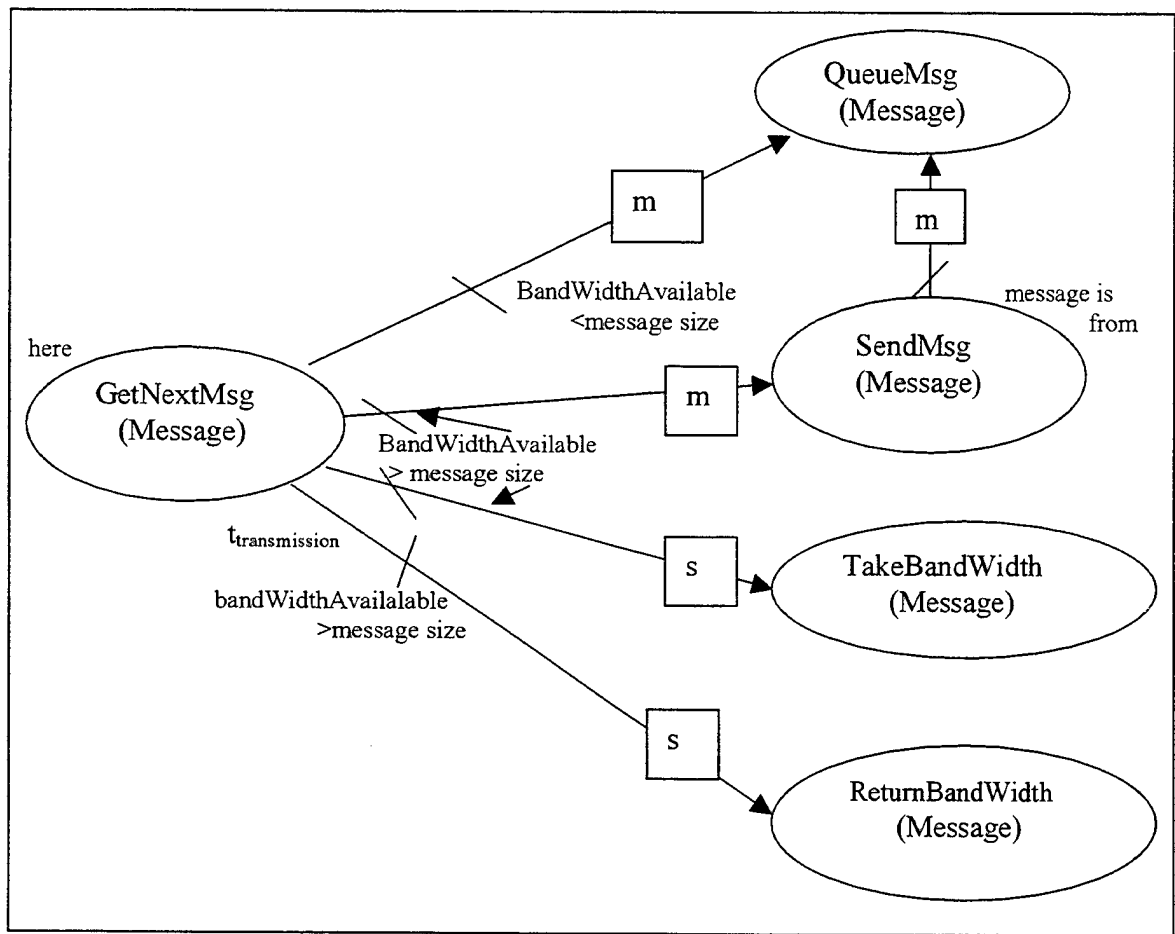 QueueMsg
(Message)
m
m
BandWidthAvailable
<message size
message is
from
here
SendMsg
(Message)
GetNextMsg
(Message)
m
BandWidthAvailable
> message size
t_transmission
s
TakeBandWidth
(Message)
bandWidthAvailalable
>message size
s
ReturnBandWidth
(Message)